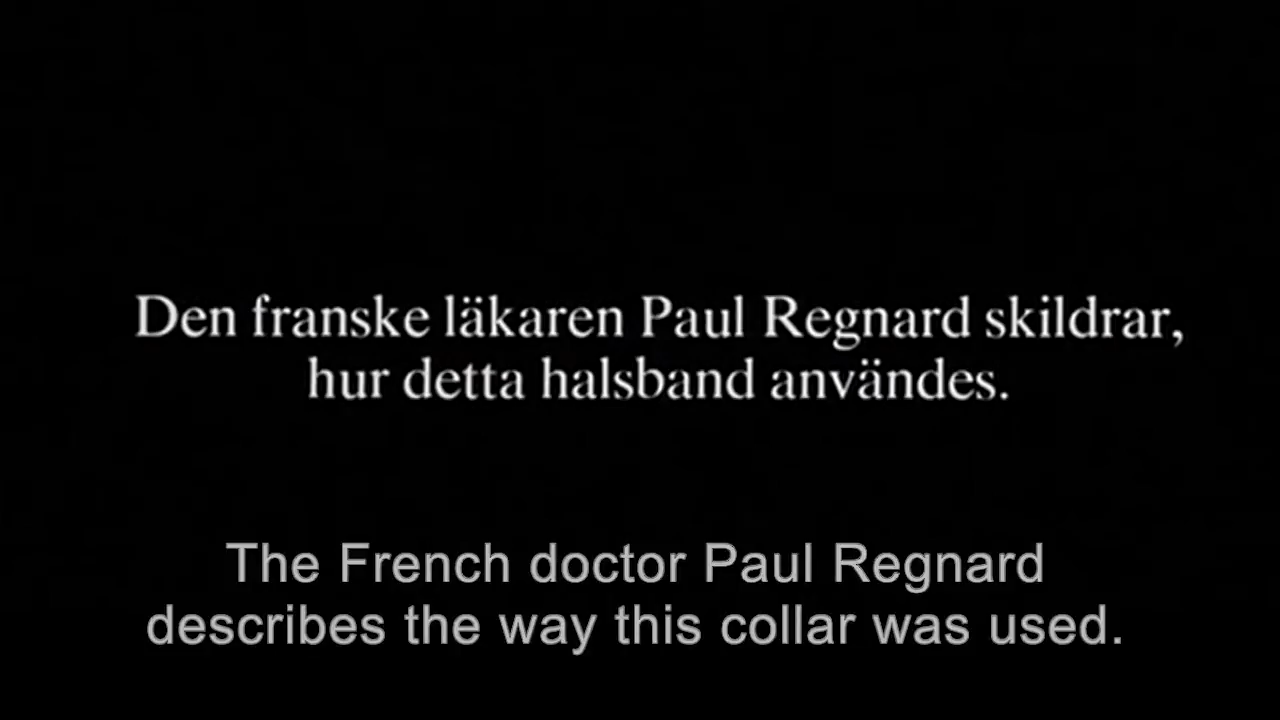 Den franske läkaren Paul Regnard skildrar,
hur detta halsband användes.
The French doctor Paul Regnard
describes the way this collar was used.